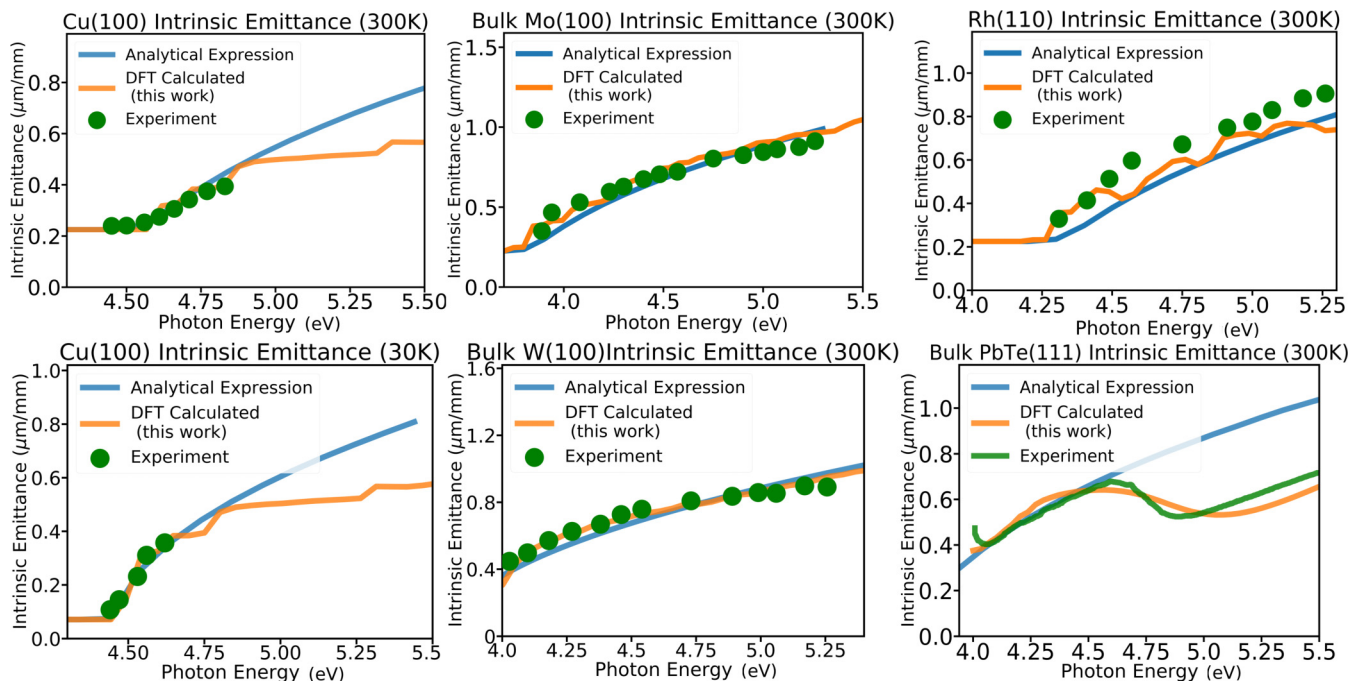 Cu(100) Intrinsic Emittance (300K)
Intrinsic Emittance (µm/mm)
0.8
0.6
0.4
0.2
0.0
Analytical Expression
DFT Calculated
(this work)
Experiment
4.50 4.75 5.00 5.25 5.50
Photon Energy (eV)
Bulk Mo(100) Intrinsic Emittance (300K)
Intrinsic Emittance (µm/mm)
1.5
1.0
0.5
0.0
Analytical Expression
DFT Calculated
(this work)
Experiment
4.0 4.5 5.0 5.5
Photon Energy (eV)
Rh(110) Intrinsic Emittance (300K)
Intrinsic Emittance (µm/mm)
1.0
0.8
0.6
0.4
0.2
0.0
Analytical Expression
DFT Calculated
(this work)
Experiment
4.00 4.25 4.50 4.75 5.00 5.25
Photon Energy (eV)
Cu(100) Intrinsic Emittance (30K)
Intrinsic Emittance (µm/mm)
1.0
0.8
0.6
0.4
0.2
0.0
Analytical Expression
DFT Calculated
(this work)
Experiment
4.50 4.75 5.00 5.25 5.5
Photon Energy (eV)
Bulk W(100)Intrinsic Emittance (300K)
Intrinsic Emittance (µm/mm)
1.6
1.2
0.8
0.4
0.0
Analytical Expression
DFT Calculated
(this work)
Experiment
4.0 4.20 4.40 4.60 4.80 5.00 5.20 5.40
Photon Energy (eV)
Bulk PbTe(111) Intrinsic Emittance (300K)
Intrinsic Emittance (µm/mm)
1.0
0.8
0.6
0.4
0.2
0.0
Analytical Expression
DFT Calculated
(this work)
Experiment
4.0 4.25 4.50 4.75 5.00 5.25 5.5
Photon Energy (eV)